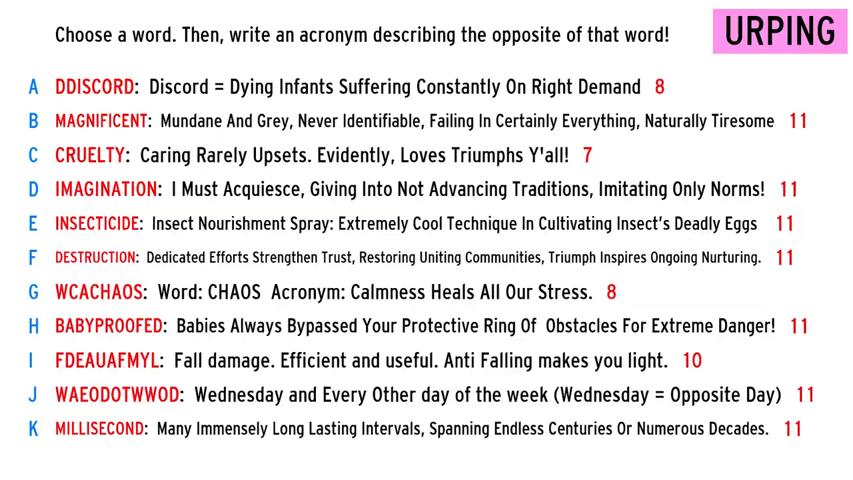 Choose a word. Then, write an acronym describing the opposite of that word!
URPING
A DDISCORD: Discord = Dying Infants Suffering Constantly On Right Demand 8
B MAGNIFICENT: Mundane And Grey, Never Identifiable, Failing In Certainly Everything, Naturally Tiresome 11
C CRUELTY: Caring Rarely Upsets. Evidently, Loves Triumphs Y'all! 7
D IMAGINATION: I Must Acquiesce, Giving Into Not Advancing Traditions, Imitating Only Norms! 11
E INSECTICIDE: Insect Nourishment Spray: Extremely Cool Technique In Cultivating Insect's Deadly Eggs 11
F DESTRUCTION: Dedicated Efforts Strengthen Trust, Restoring Uniting Communities, Triumph Inspires Ongoing Nurturing. 11
G WCACHAOS: Word: CHAOS Acronym: Calmness Heals All Our Stress. 8
H BABYPROOFED: Babies Always Bypassed Your Protective Ring Of Obstacles For Extreme Danger! 11
I FDEAUAFMYL: Fall damage. Efficient and useful. Anti Falling makes you light. 10
J WAEODOTWWOD: Wednesday and Every Other day of the week (Wednesday = Opposite Day) 11
K MILLISECOND: Many Immensely Long Lasting Intervals, Spanning Endless Centuries Or Numerous Decades. 11